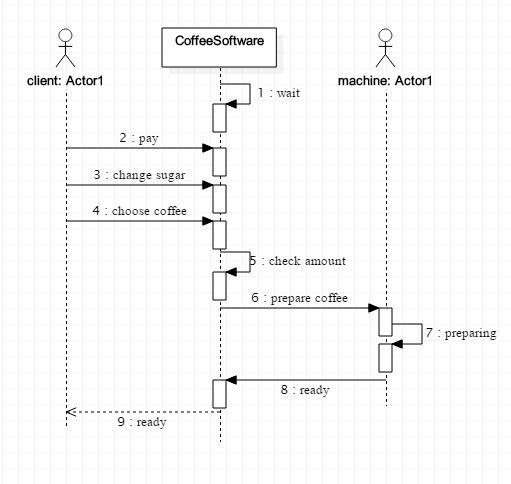 CoffeeSoftware
client: Actor1
machine: Actor1
1 : wait
2 : pay
3 : change sugar
4 : choose coffee
5 : check amount
6 : prepare coffee
7 : preparing
8 : ready
9 : ready